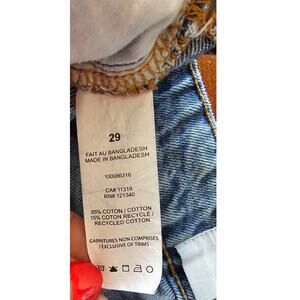 29
FAIT AU BANGLADESH
MADE IN BANGLADESH
100086316
CA# 11319
RN# 121340
85% COTON / COTTON
15% COTON RECYCLÉ /
RECYCLED COTTON
GARNITURES NON COMPRISES
/ EXCLUSIVE OF TRIMS